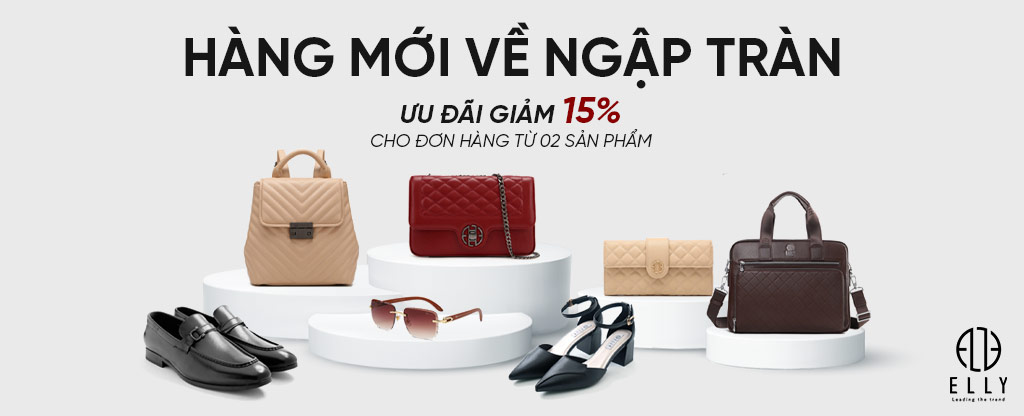 HÀNG MỚI VỀ NGẬP TRÀN
ƯU ĐÃI GIẢM 15%
CHO ĐƠN HÀNG TỪ 02 SẢN PHẨM
ELLY
Leading the trend